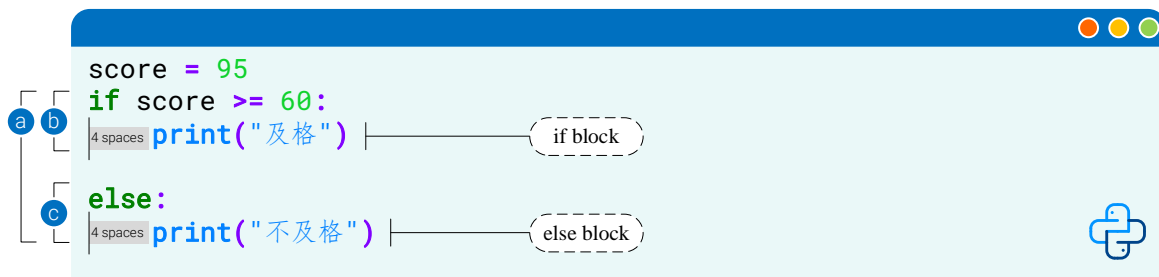 score = 95
a b if score >= 60:
4 spaces print("及格") if block
c else:
4 spaces print("不及格") else block